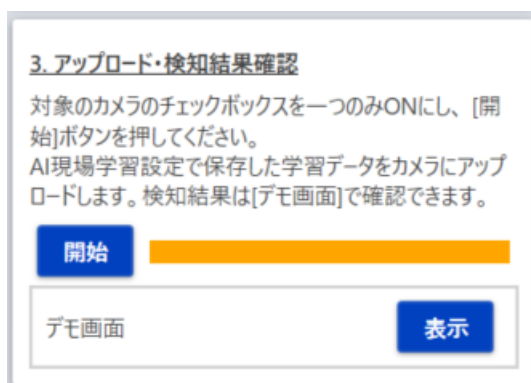 3. アップロード・検知結果確認
対象のカメラのチェックボックスを一つのみONにし、[開
始]ボタンを押してください。
AI現場学習設定で保存した学習データをカメラにアップ
ロードします。検知結果は[デモ画面]で確認できます。
開始
デモ画面
表示